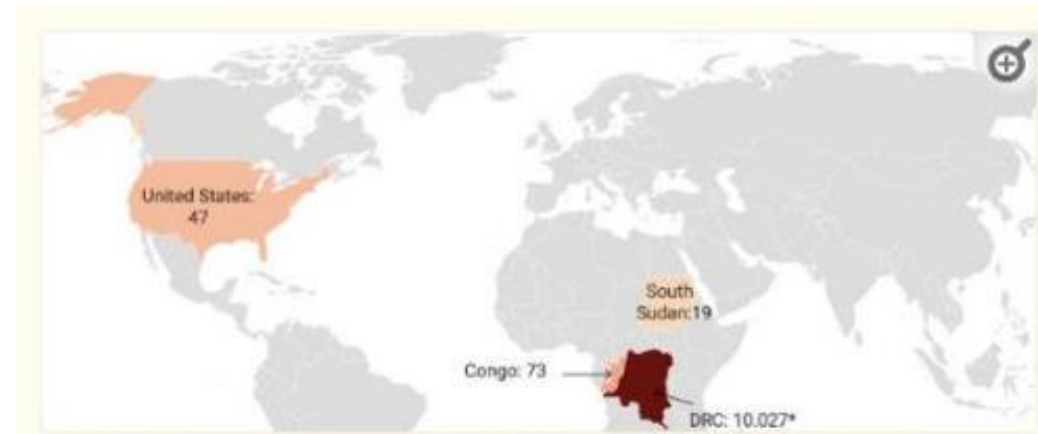 United States:
47
South
Sudan:19
Congo: 73
DRC: 10.027*